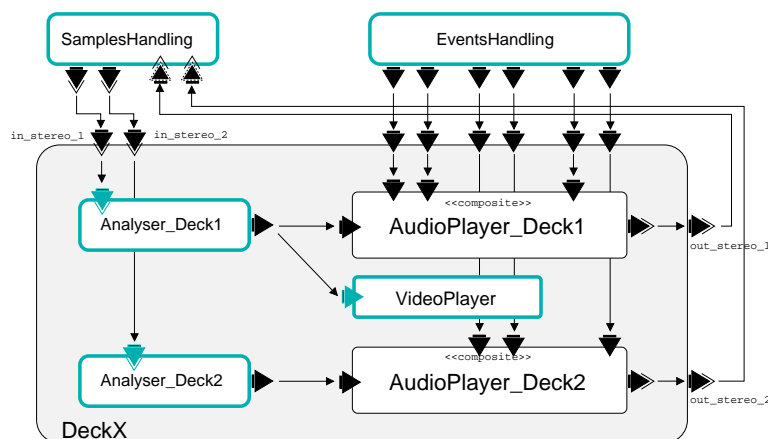 SamplesHandling
EventsHandling
in_stereo_1
in_stereo_2
<<composite>>
Analyser_Deck1
AudioPlayer_Deck1
out_stereo_1
VideoPlayer
<<composite>>
Analyser_Deck2
AudioPlayer_Deck2
out_stereo_2
DeckX